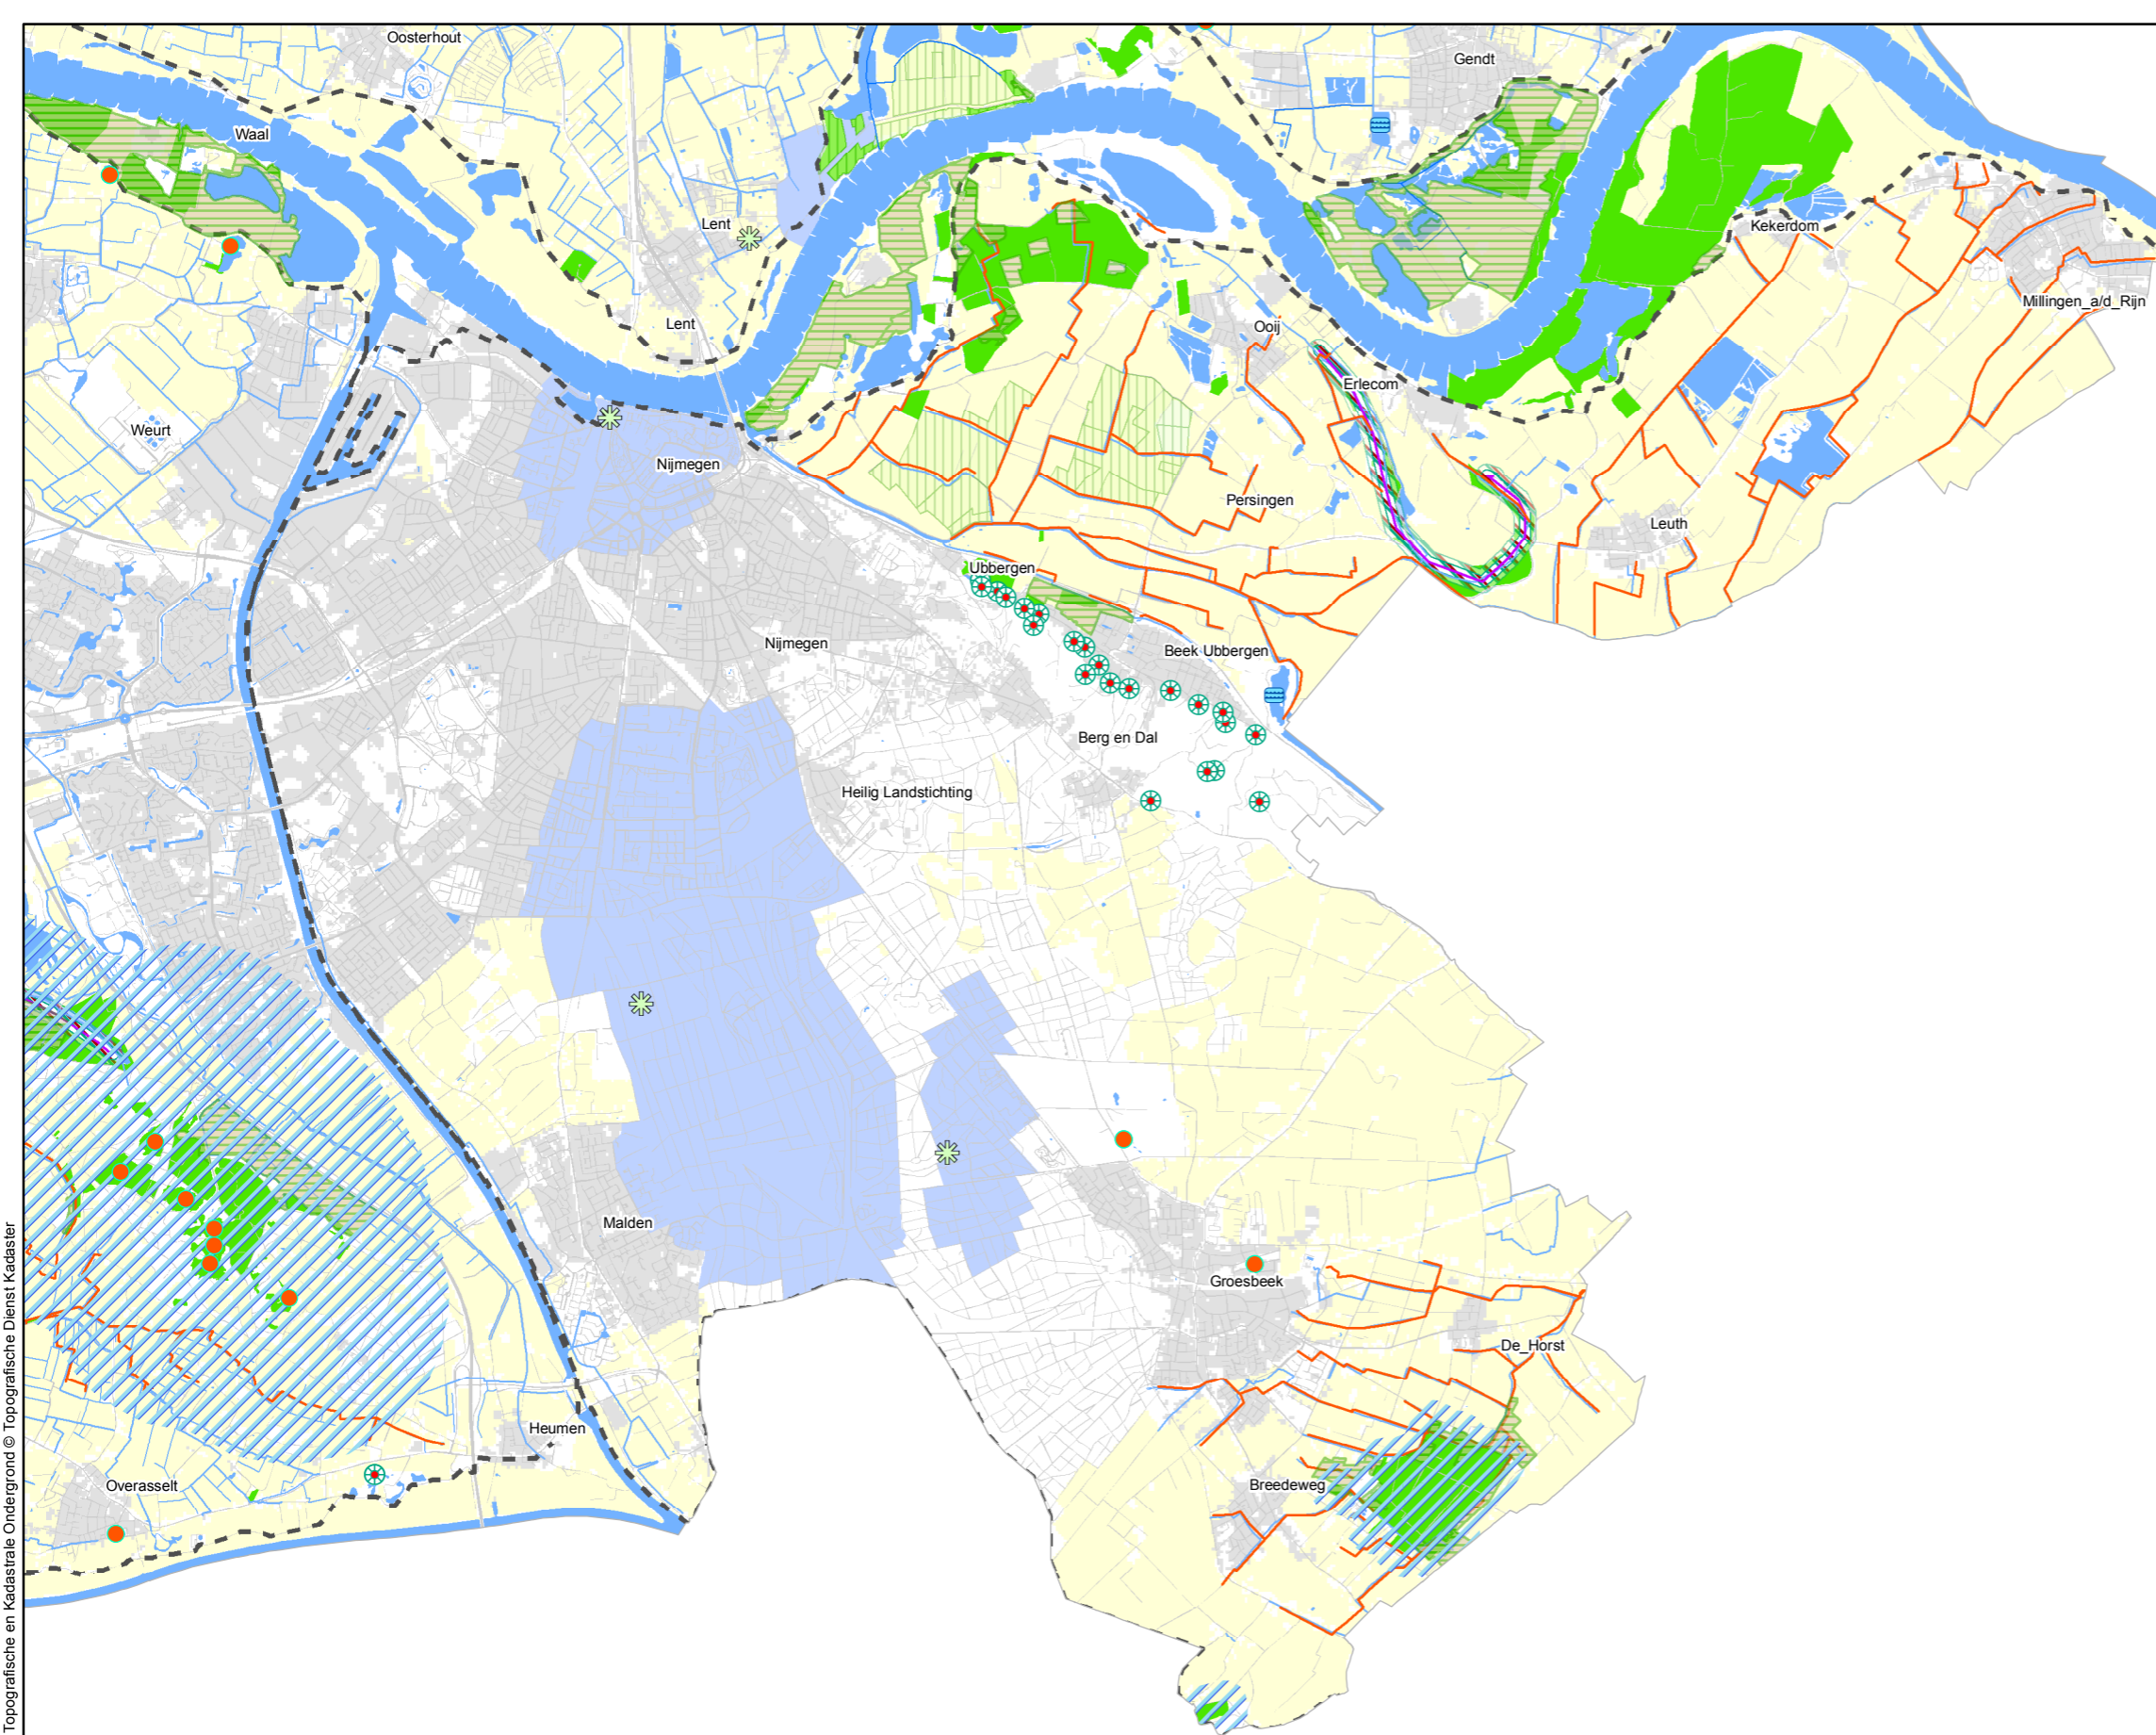 Oosterhout
Gendt
Waal
Lent
Kekerdom
Millingen_a/d_Rijn
Lent
Ooij
Erlecom
Weurt
Nijmegen
Persingen
Leuth
Ubbergen
Nijmegen
Beek Ubbergen
Berg en Dal
Heilig Landstichting
Malden
Groesbeek
De_Horst
Heumen
Overasselt
Breedeweg
Topografische en Kadastrale Ondergrond © Topografische Dienst Kadaster